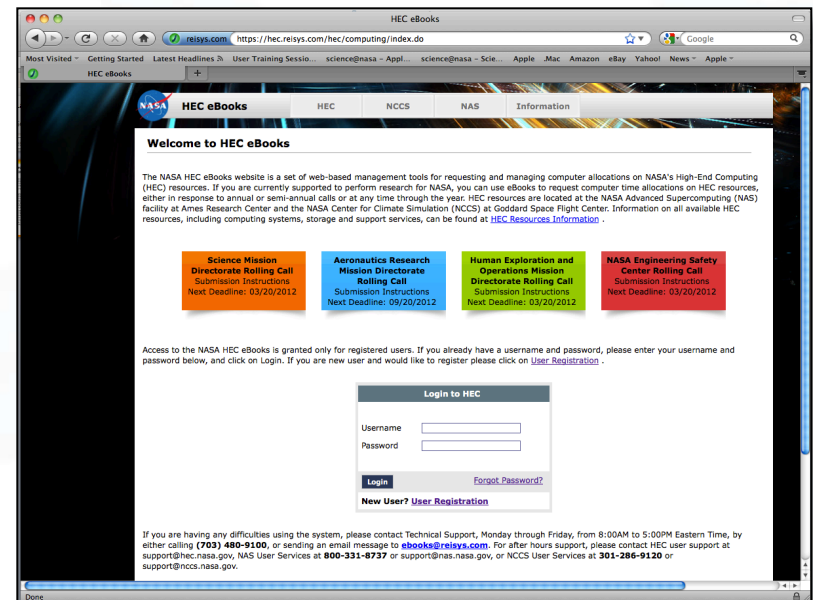 HEC eBooks
reisys.com https://hec.reisys.com/hec/computing/index.do
Google
Most Visited Getting Started Latest Headlines User Training Sessio... science@nasa - Appl... science@nasa - Scie... Apple .Mac Amazon eBay Yahoo! News Apple
HEC eBooks +
NASA HEC eBooks HEC NCCS NAS Information
Welcome to HEC eBooks
The NASA HEC eBooks website is a set of web-based management tools for requesting and managing computer allocations on NASA's High-End Computing
(HEC) resources. If you are currently supported to perform research for NASA, you can use eBooks to request computer time allocations on HEC resources,
either in response to annual or semi-annual calls or at any time through the year. HEC resources are located at the NASA Advanced Supercomputing (NAS)
facility at Ames Research Center and the NASA Center for Climate Simulation (NCCS) at Goddard Space Flight Center. Information on all available HEC
resources, including computing systems, storage and support services, can be found at HEC Resources Information .
Science Mission
Directorate Rolling Call
Submission Instructions
Next Deadline: 03/20/2012
Aeronautics Research
Mission Directorate
Rolling Call
Submission Instructions
Next Deadline: 09/20/2012
Human Exploration and
Operations Mission
Directorate Rolling Call
Submission Instructions
Next Deadline: 03/20/2012
NASA Engineering Safety
Center Rolling Call
Submission Instructions
Next Deadline: 03/20/2012
Access to the NASA HEC eBooks is granted only for registered users. If you already have a username and password, please enter your username and
password below, and click on Login. If you are new user and would like to register please click on User Registration .
Login to HEC
Username
Password
Login Forgot Password?
New User? User Registration
If you are having any difficulties using the system, please contact Technical Support, Monday through Friday, from 8:00AM to 5:00PM Eastern Time, by
either calling (703) 480-9100, or sending an email message to ebooks@reisys.com. For after hours support, please contact HEC user support at
support@hec.nasa.gov, NAS User Services at 800-331-8737 or support@nas.nasa.gov, or NCCS User Services at 301-286-9120 or
support@nccs.nasa.gov.
Done